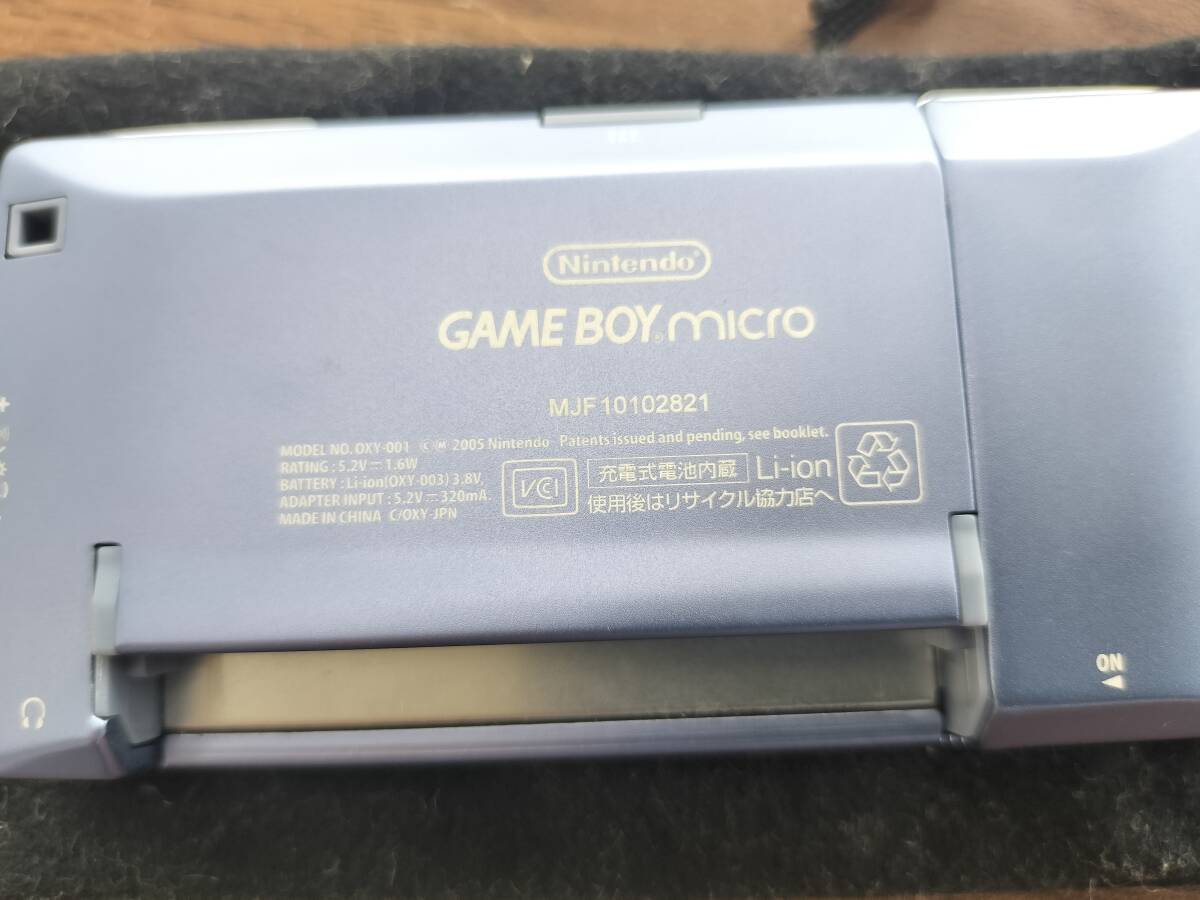 Nintendo®
GAME BOY® micro
MJF10102821
MODEL NO. OXY-001 ©Ⓜ 2005 Nintendo Patents issued and pending, see booklet.
RATING : 5.2V⎓1.6W
BATTERY : Li-ion(OXY-003) 3.8V,
ADAPTER INPUT : 5.2V⎓320mA.
MADE IN CHINA C/OXY-JPN
VCI
充電式電池内蔵 Li-ion
使用後はリサイクル協力店へ
ON